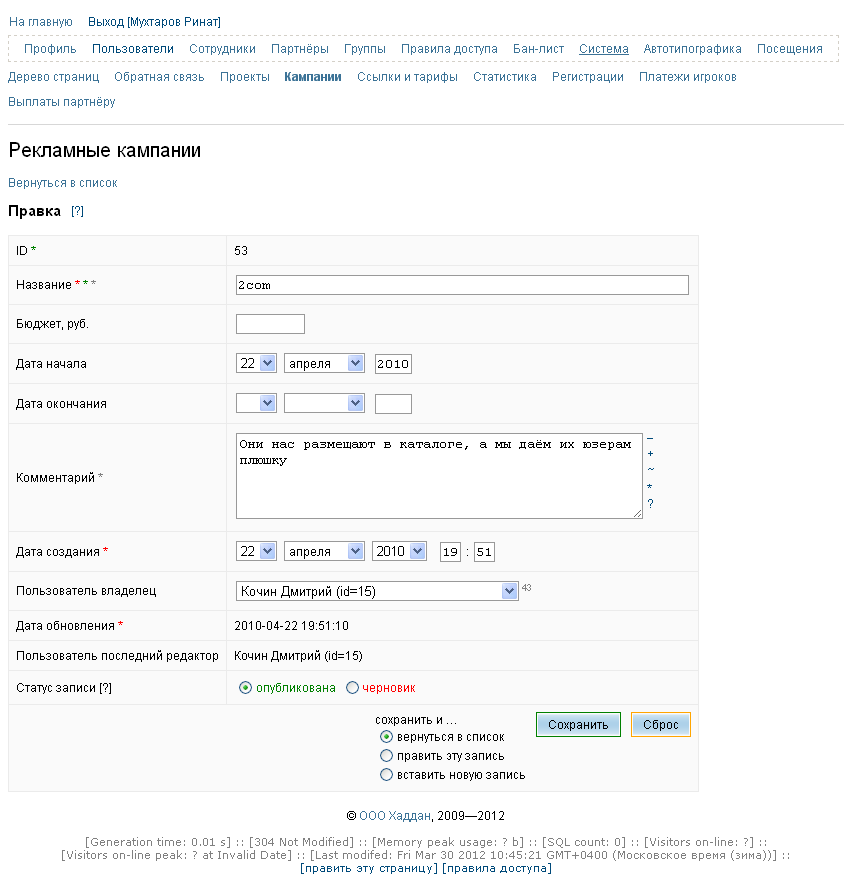 На главную Выход [Мухтаров Ринат]
Профиль Пользователи Сотрудники Партнёры Группы Правила доступа Бан-лист Система Автотипографика Посещения
Дерево страниц Обратная связь Проекты Кампании Ссылки и тарифы Статистика Регистрации Платежи игроков
Выплаты партнёру
Рекламные кампании
Вернуться в список
Правка [?]
ID * 53
Название * * * 2com
Бюджет, руб.
Дата начала 22 апреля 2010
Дата окончания
Комментарий * Они нас размещают в каталоге, а мы даём их юзерам
плюшку
–
+
~
*
?
Дата создания * 22 апреля 2010 19 : 51
Пользователь владелец Кочин Дмитрий (id=15) 43
Дата обновления * 2010-04-22 19:51:10
Пользователь последний редактор Кочин Дмитрий (id=15)
Статус записи [?] опубликована черновик
сохранить и ... Сохранить Сброс
вернуться в список
править эту запись
вставить новую запись
© ООО Хаддан, 2009—2012
[Generation time: 0.01 s] :: [304 Not Modified] :: [Memory peak usage: ? b] :: [SQL count: 0] :: [Visitors on-line: ?] ::
[Visitors on-line peak: ? at Invalid Date] :: [Last modifed: Fri Mar 30 2012 10:45:21 GMT+0400 (Московское время (зима))] ::
[править эту страницу] [правила доступа]